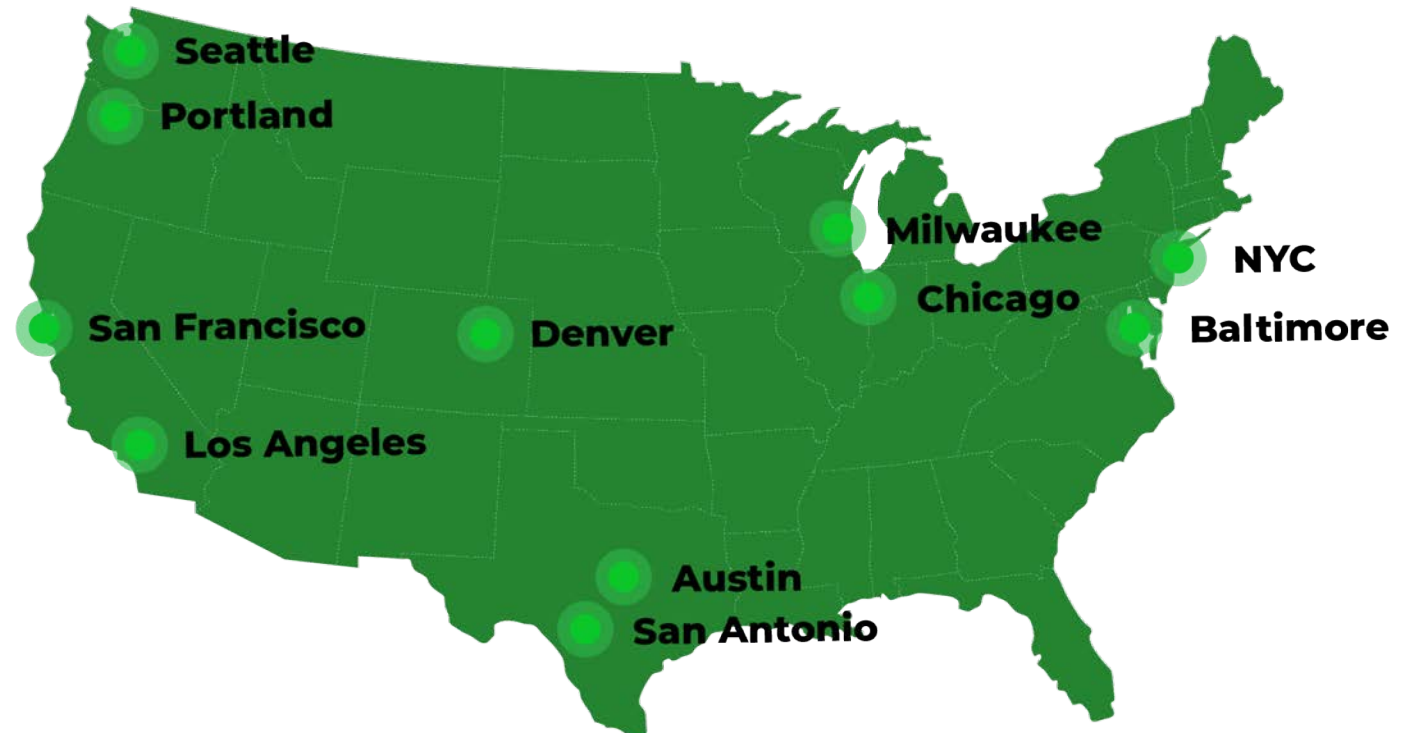 Seattle
Portland
Milwaukee
NYC
Chicago
San Francisco
Denver
Baltimore
Los Angeles
Austin
San Antonio